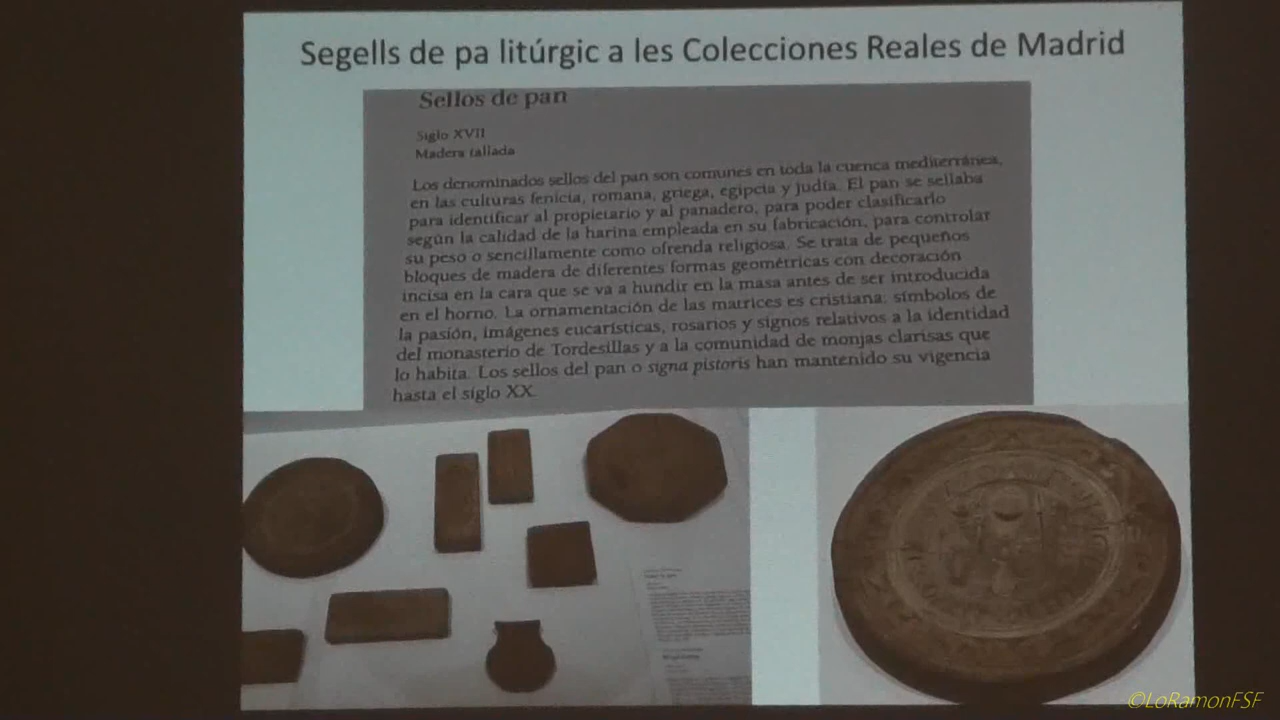 Segells de pa litúrgic a les Colecciones Reales de Madrid
Sellos de pan
Siglo XVII
Madera tallada
Los denominados sellos del pan son comunes en toda la cuenca mediterránea,
en las culturas fenicia, romana, griega, egipcia y judía. El pan se sellaba
para identificar al propietario y al panadero, para poder clasificarlo
según la calidad de la harina empleada en su fabricación, para controlar
su peso o sencillamente como ofrenda religiosa. Se trata de pequeños
bloques de madera de diferentes formas geométricas con decoración
incisa en la cara que se va a hundir en la masa antes de ser introducida
en el horno. La ornamentación de las matrices es cristiana: símbolos de
la pasión, imágenes eucarísticas, rosarios y signos relativos a la identidad
del monasterio de Tordesillas y a la comunidad de monjas clarisas que
lo habita. Los sellos del pan o signa pistoris han mantenido su vigencia
hasta el siglo XX.
©LoRamonFSF